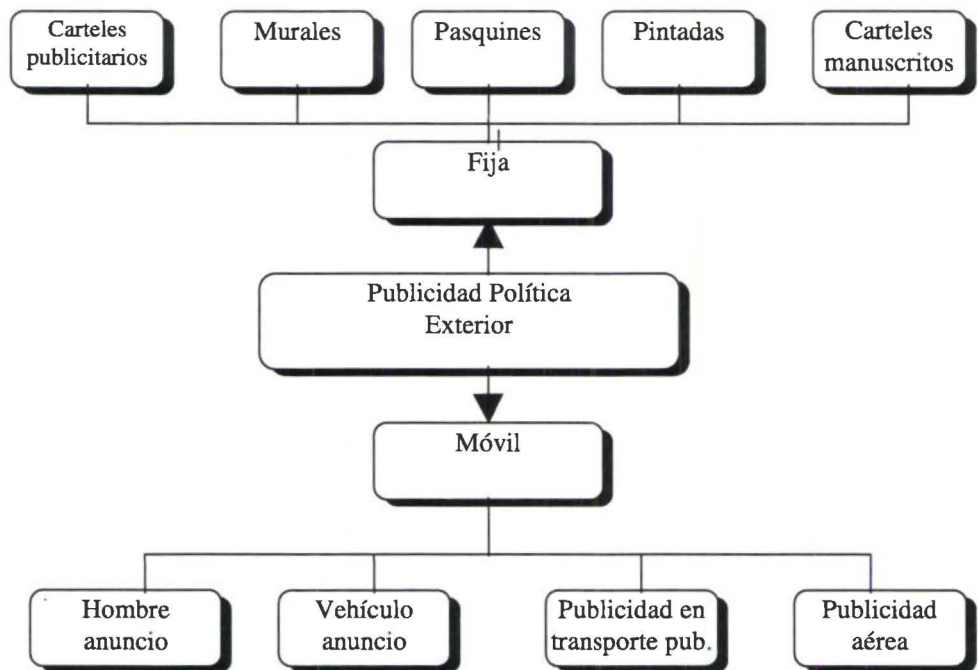 Carteles
publicitarios
Murales
Pasquines
Pintadas
Carteles
manuscritos
Fija
Publicidad Política
Exterior
Móvil
Hombre
anuncio
Vehículo
anuncio
Publicidad en
transporte pub.
Publicidad
aérea